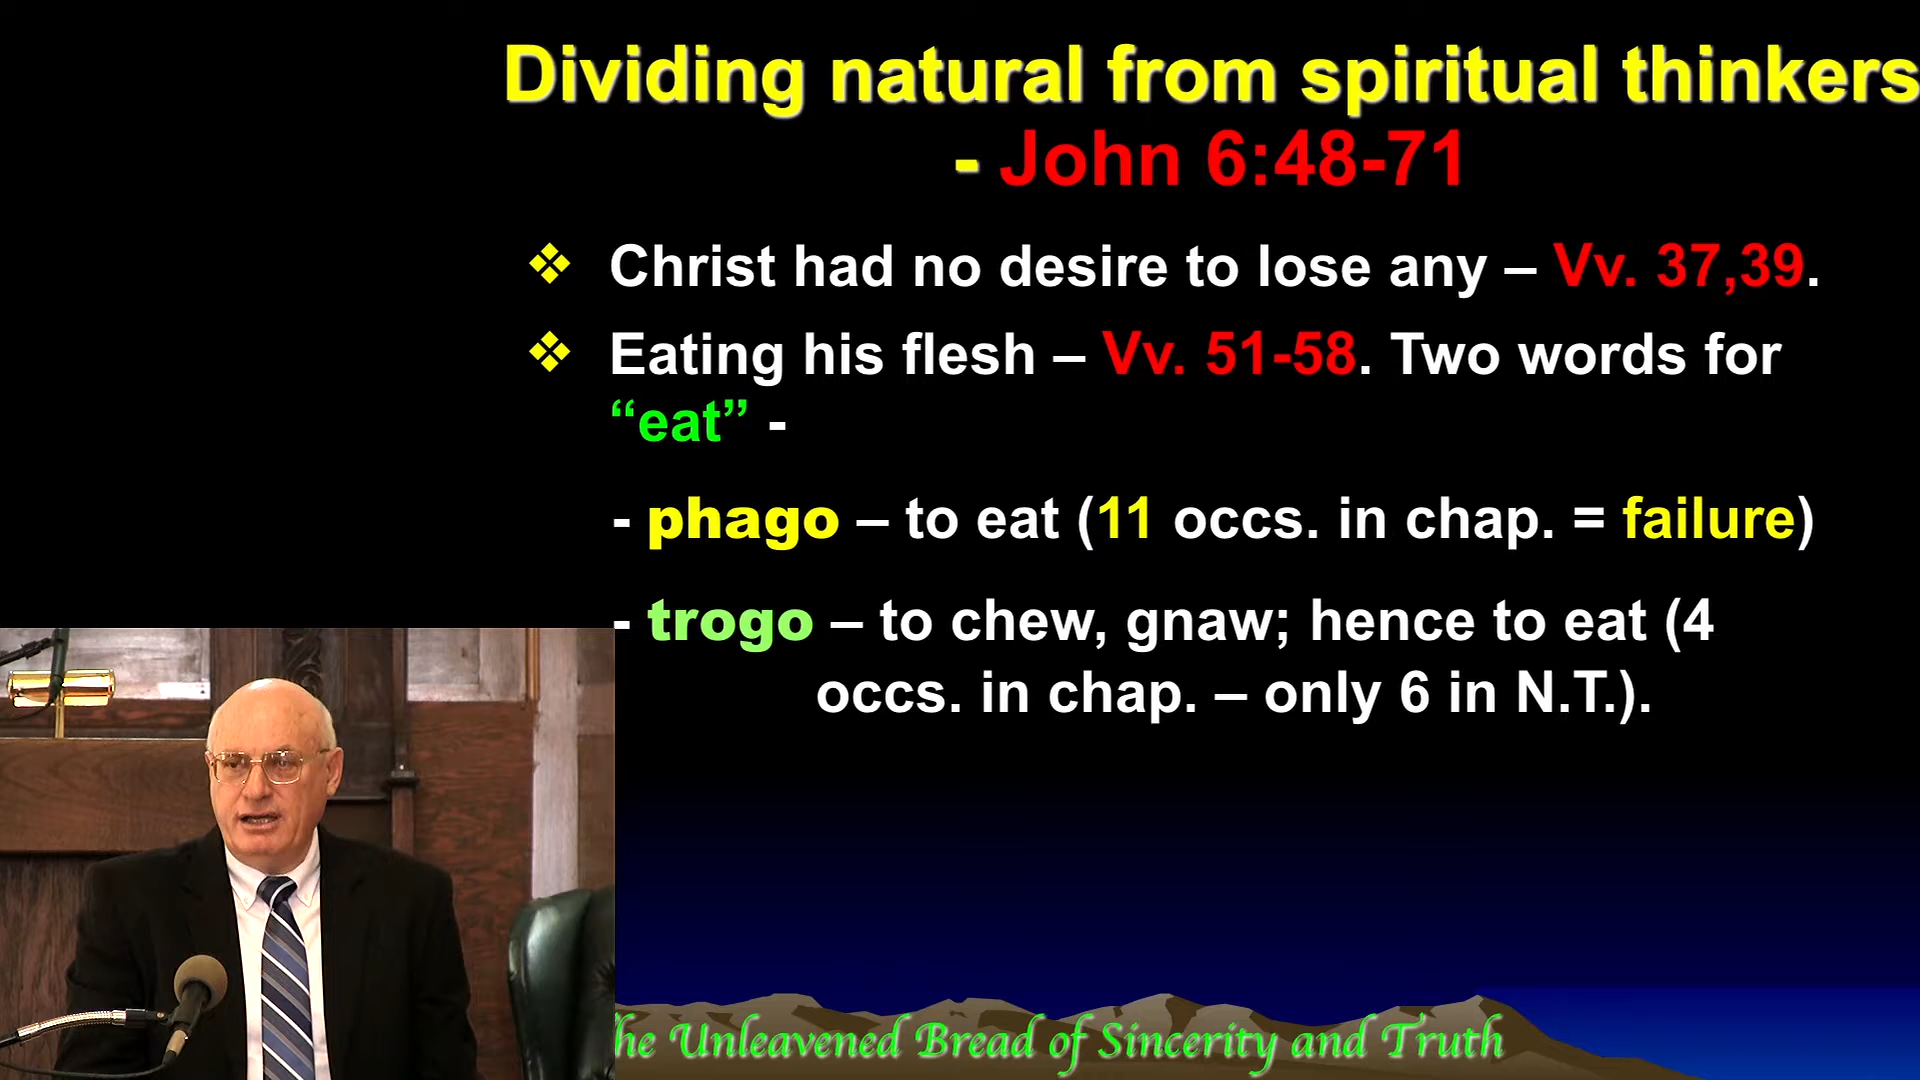 Dividing natural from spiritual thinkers
- John 6:48-71
❖ Christ had no desire to lose any – Vv. 37,39.
❖ Eating his flesh – Vv. 51-58. Two words for
“eat” -
- phago – to eat (11 occs. in chap. = failure)
- trogo – to chew, gnaw; hence to eat (4
occs. in chap. – only 6 in N.T.).
he Unleavened Bread of Sincerity and Truth